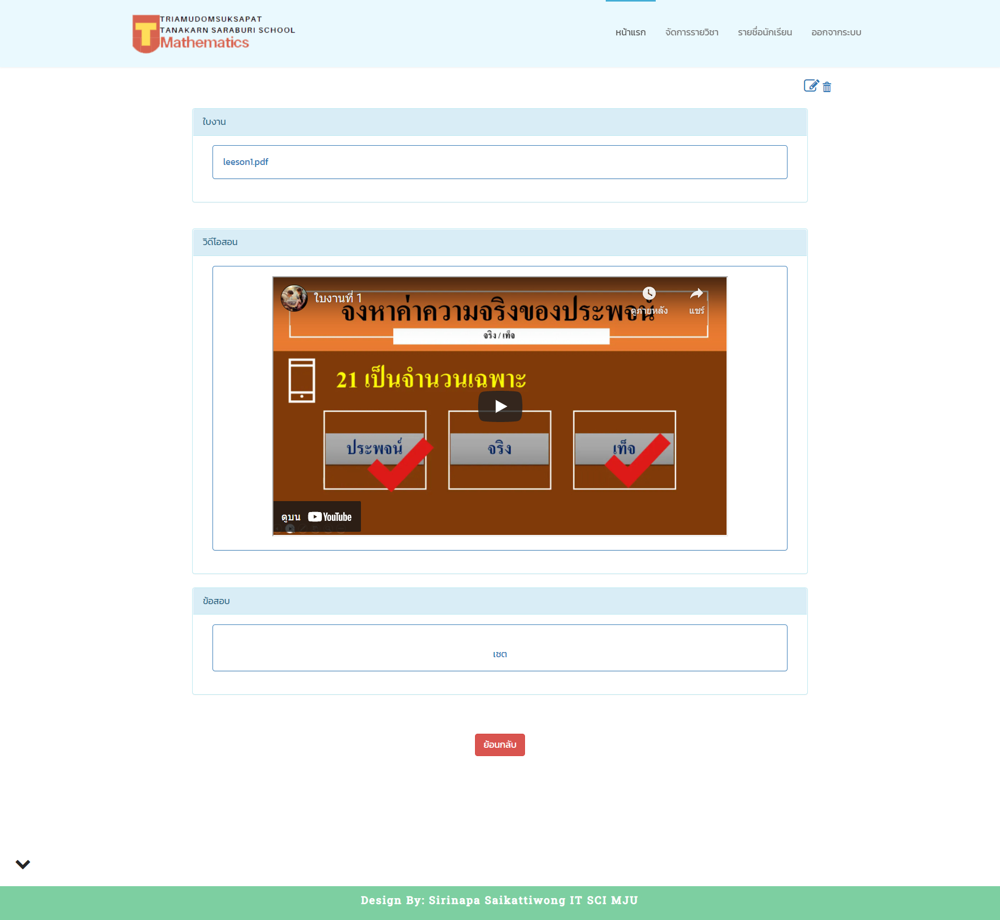 TRIAMUDOMSUKSAPAT
TANAKARN SARABURI SCHOOL
Mathematics
หน้าแรก
จัดการรายวิชา
รายชื่อนักเรียน
ออกจากระบบ
ใบงาน
leeson1.pdf
วิดีโอสอน
ใบงานที่ 1
จงหาค่าความจริงของประพจน์
ดูภายหลัง
แชร์
จริง / เท็จ
21 เป็นจำนวนเฉพาะ
ประพจน์
จริง
เท็จ
ดูบน YouTube
ข้อสอบ
เซต
ย้อนกลับ
Design By: Sirinapa Saikattiwong IT SCI MJU